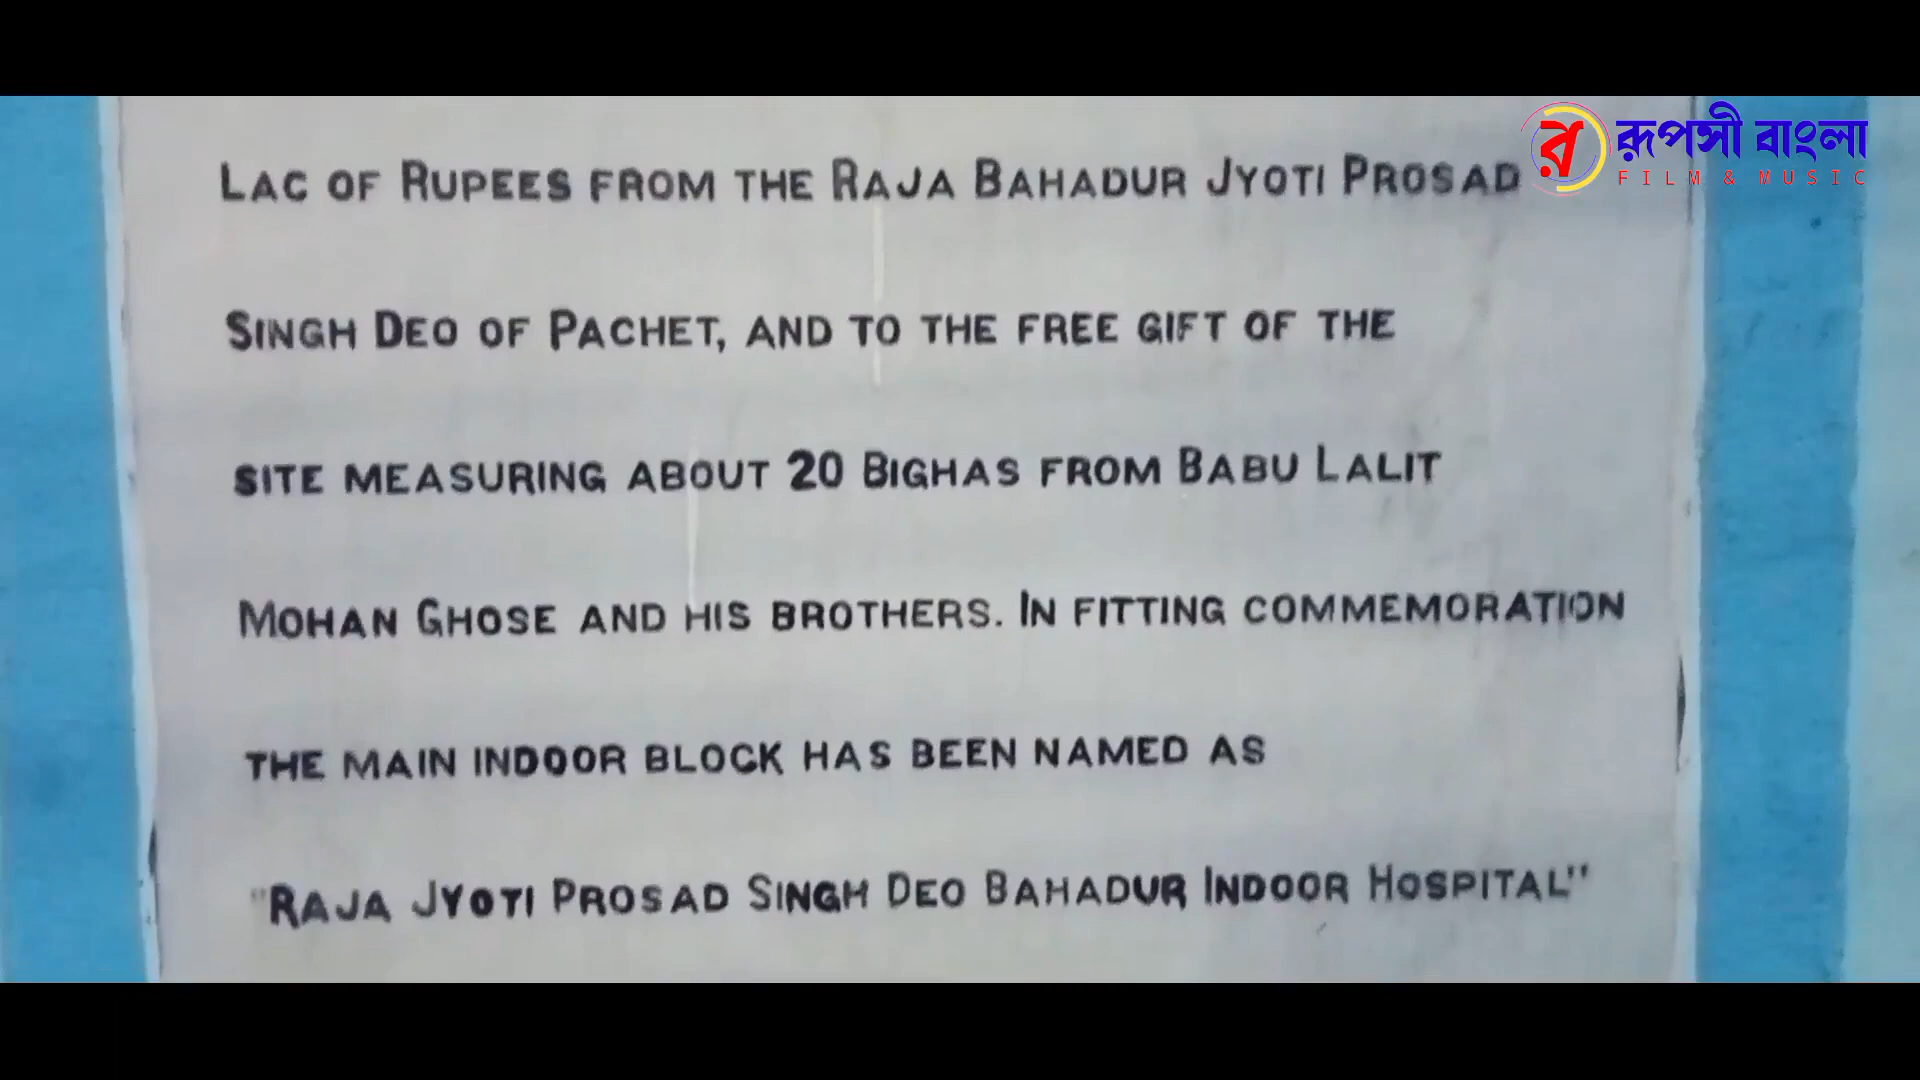 রূপসী বাংলা
FILM & MUSIC
LAC OF RUPEES FROM THE RAJA BAHADUR JYOTI PROSAD
SINGH DEO OF PACHET, AND TO THE FREE GIFT OF THE
SITE MEASURING ABOUT 20 BIGHAS FROM BABU LALIT
MOHAN GHOSE AND HIS BROTHERS. IN FITTING COMMEMORATION
THE MAIN INDOOR BLOCK HAS BEEN NAMED AS
"RAJA JYOTI PROSAD SINGH DEO BAHADUR INDOOR HOSPITAL"